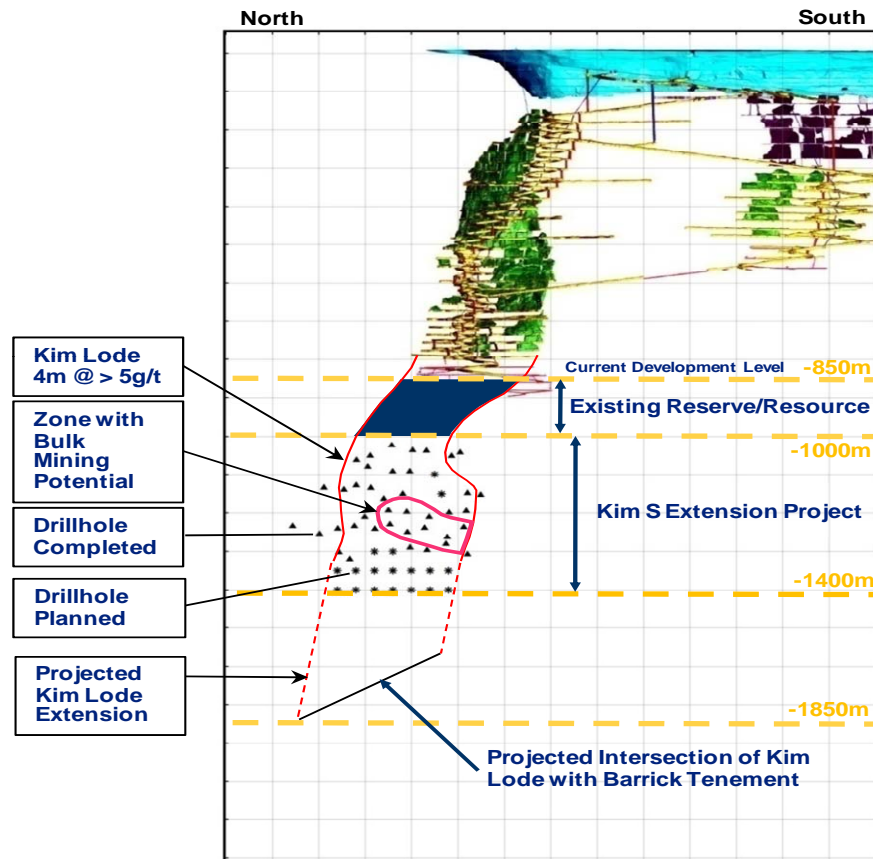 North
South
Kim Lode
4m @ > 5g/t
Zone with
Bulk
Mining
Potential
Drillhole
Completed
Drillhole
Planned
Projected
Kim Lode
Extension
Current Development Level
-850m
Existing Reserve/Resource
-1000m
Kim S Extension Project
-1400m
-1850m
Projected Intersection of Kim
Lode with Barrick Tenement